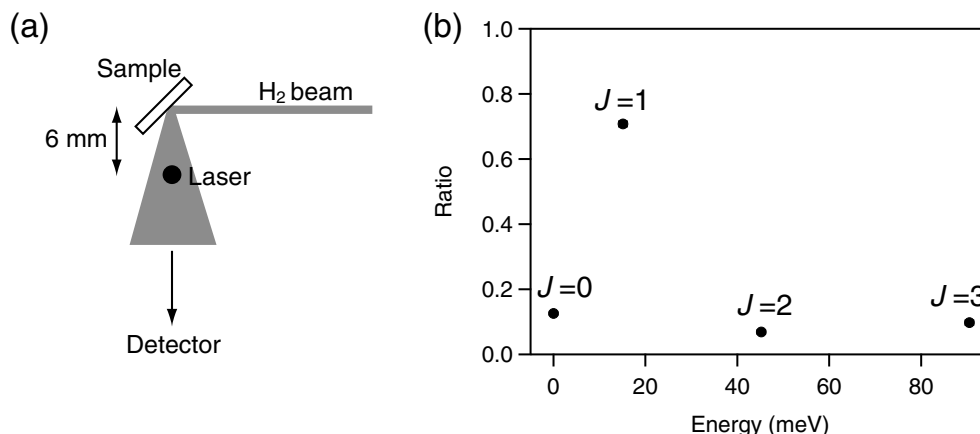 (a)
Sample
H₂ beam
6 mm
Laser
Detector
(b)
1.0
0.8
0.6
0.4
0.2
0.0
Ratio
J=0
J=1
J=2
J=3
0 20 40 60 80
Energy (meV)